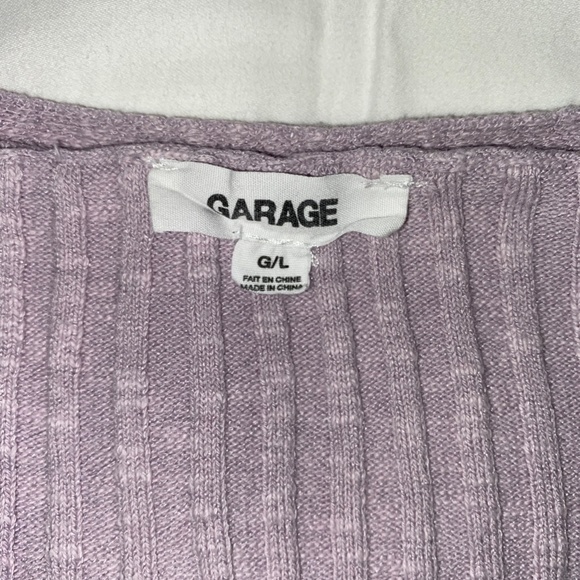 GARAGE
G/L
FAIT EN CHINE
MADE IN CHINA